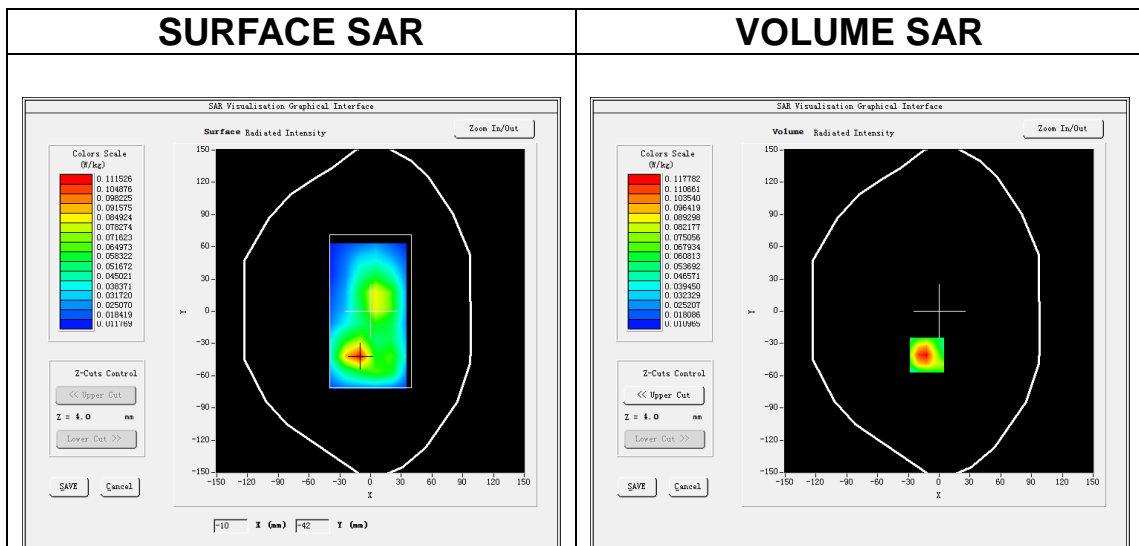 SURFACE SAR
VOLUME SAR
SAR Visualisation Graphical Interface
Surface Radiated Intensity
Zoom In/Out
Colors Scale
(W/kg)
0.111526
0.104876
0.098225
0.091575
0.084924
0.078274
0.071623
0.064973
0.058322
0.051672
0.045021
0.038371
0.031720
0.025070
0.018419
0.011769
Z-Cuts Control
<< Upper Cut
Z = 4.0 mm
Lower Cut >>
SAVE Cancel
150
120
90
60
30
0
-30
-60
-90
-120
-150
Y
-150 -120 -90 -60 -30 0 30 60 90 120 150
X
-10 X (mm) -42 Y (mm)
SAR Visualisation Graphical Interface
Volume Radiated Intensity
Zoom In/Out
Colors Scale
(W/kg)
0.117782
0.110661
0.103540
0.096419
0.089298
0.082177
0.075056
0.067934
0.060813
0.053692
0.046571
0.039450
0.032329
0.025207
0.018086
0.010965
Z-Cuts Control
<< Upper Cut
Z = 4.0 mm
Lower Cut >>
SAVE Cancel
150
120
90
60
30
0
-30
-60
-90
-120
-150
Y
-150 -120 -90 -60 -30 0 30 60 90 120 150
X